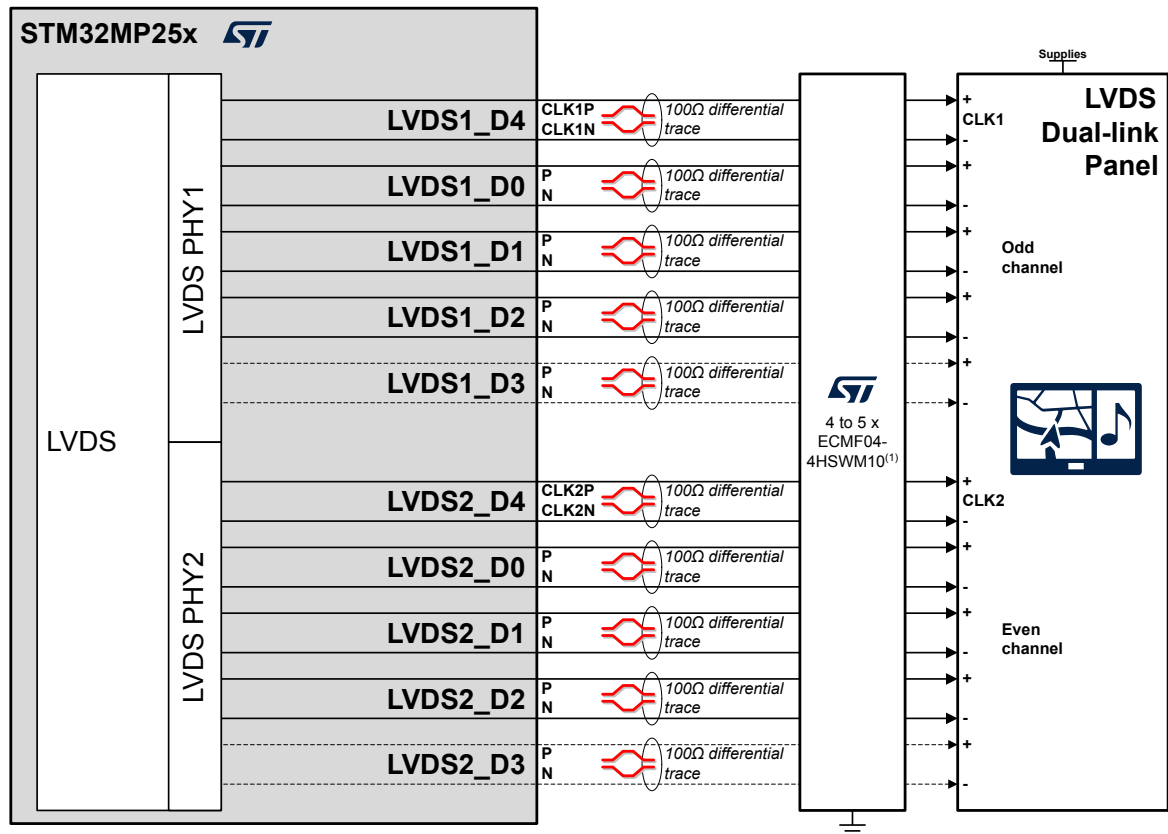 STM32MP25x
LVDS
LVDS PHY1
LVDS PHY2
LVDS1_D4
CLK1P
CLK1N
100Ω differential
trace
LVDS1_D0
P
N
100Ω differential
trace
LVDS1_D1
P
N
100Ω differential
trace
LVDS1_D2
P
N
100Ω differential
trace
LVDS1_D3
P
N
100Ω differential
trace
LVDS2_D4
CLK2P
CLK2N
100Ω differential
trace
LVDS2_D0
P
N
100Ω differential
trace
LVDS2_D1
P
N
100Ω differential
trace
LVDS2_D2
P
N
100Ω differential
trace
LVDS2_D3
P
N
100Ω differential
trace
ST
4 to 5 x
ECMF04-
4HSWM10(1)
Supplies
LVDS
Dual-link
Panel
+
CLK1
-
+
-
+
Odd
channel
-
+
-
+
-
+
CLK2
-
+
-
+
Even
channel
-
+
-
+
-